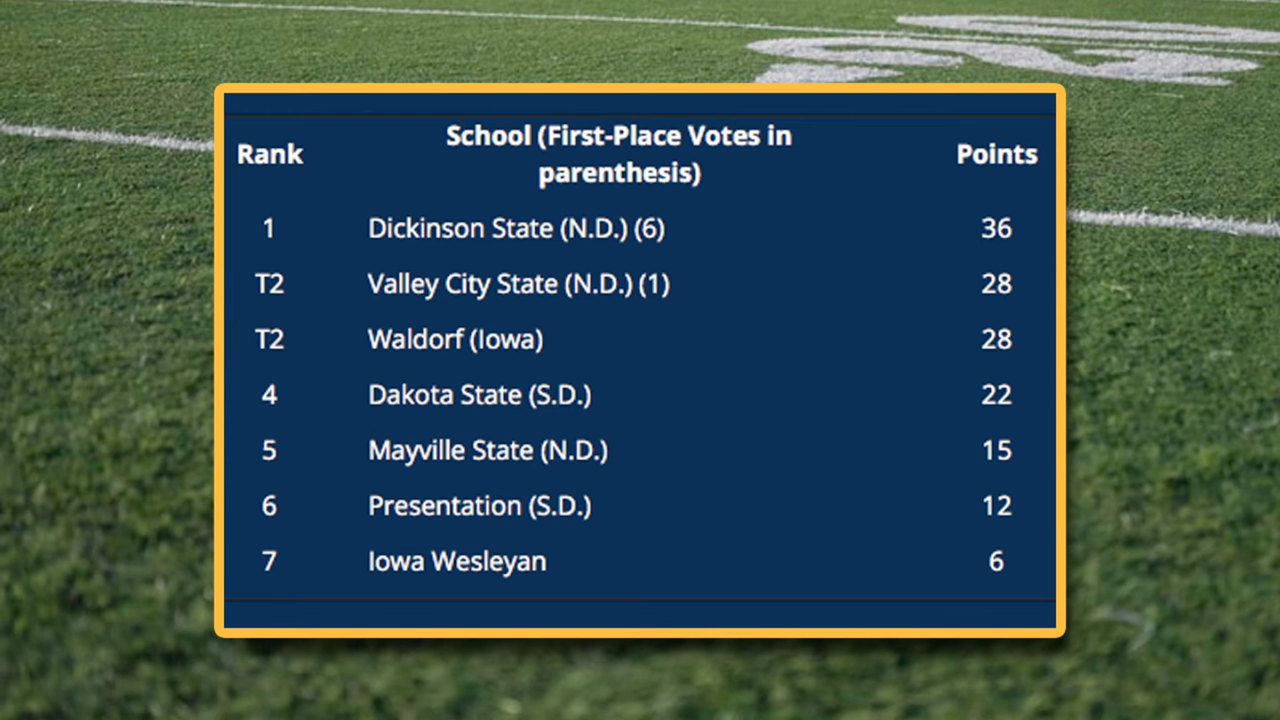 Rank School (First-Place Votes in parenthesis) Points
1 Dickinson State (N.D.) (6) 36
T2 Valley City State (N.D.) (1) 28
T2 Waldorf (Iowa) 28
4 Dakota State (S.D.) 22
5 Mayville State (N.D.) 15
6 Presentation (S.D.) 12
7 Iowa Wesleyan 6